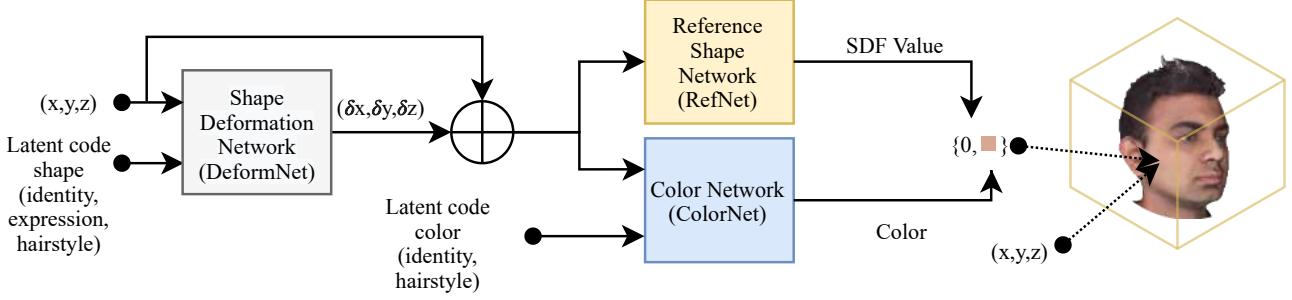 (x,y,z)
Latent code
shape
(identity,
expression,
hairstyle)
Shape
Deformation
Network
(DeformNet)
(δx,δy,δz)
Latent code
color
(identity,
hairstyle)
Reference
Shape
Network
(RefNet)
Color Network
(ColorNet)
SDF Value
Color
{0, }
(x,y,z)